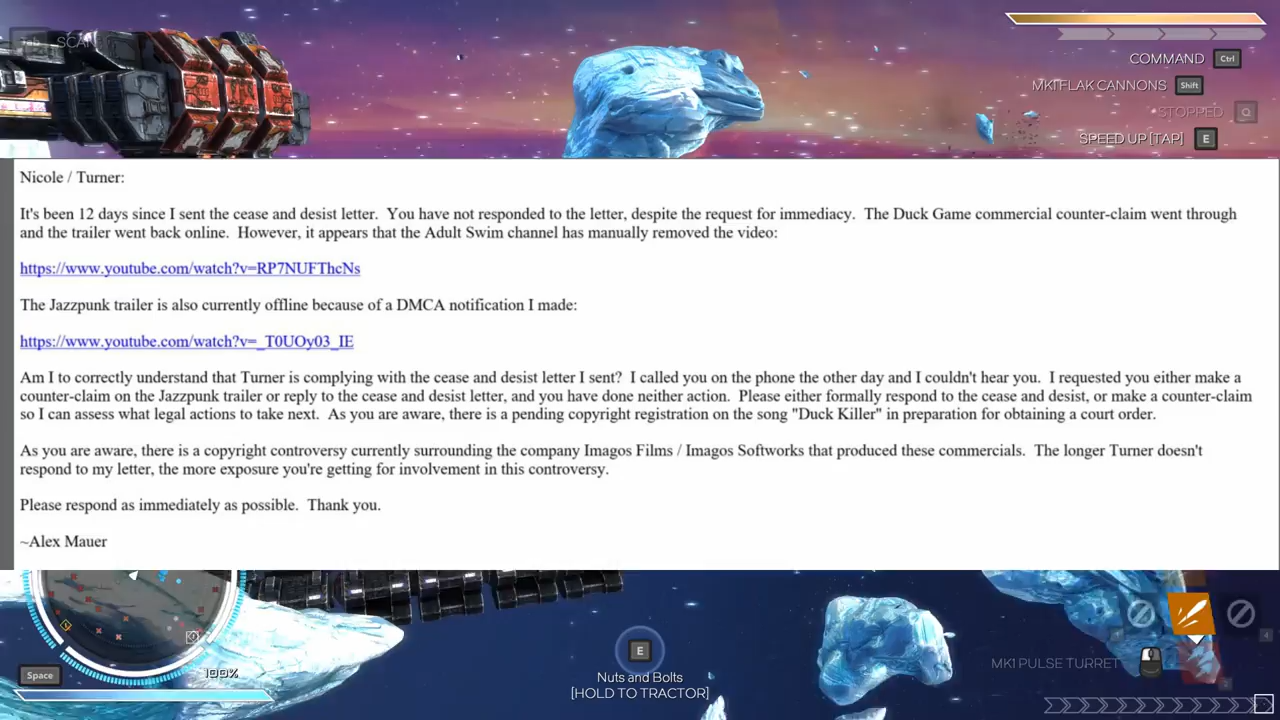 Tab SCAN
COMMAND Ctrl
MK1 FLAK CANNONS Shift
STOPPED Q
SPEED UP [TAP] E
Nicole / Turner:
It's been 12 days since I sent the cease and desist letter.  You have not responded to the letter, despite the request for immediacy.  The Duck Game commercial counter-claim went through
and the trailer went back online.  However, it appears that the Adult Swim channel has manually removed the video:
https://www.youtube.com/watch?v=RP7NUFThcNs
The Jazzpunk trailer is also currently offline because of a DMCA notification I made:
https://www.youtube.com/watch?v=_T0UOy03_IE
Am I to correctly understand that Turner is complying with the cease and desist letter I sent?  I called you on the phone the other day and I couldn't hear you.  I requested you either make a
counter-claim on the Jazzpunk trailer or reply to the cease and desist letter, and you have done neither action.  Please either formally respond to the cease and desist, or make a counter-claim
so I can assess what legal actions to take next.  As you are aware, there is a pending copyright registration on the song "Duck Killer" in preparation for obtaining a court order.
As you are aware, there is a copyright controversy currently surrounding the company Imagos Films / Imagos Softworks that produced these commercials.  The longer Turner doesn't
respond to my letter, the more exposure you're getting for involvement in this controversy.
Please respond as immediately as possible.  Thank you.
~Alex Mauer
Space
100%
E
Nuts and Bolts
[HOLD TO TRACTOR]
MK1 PULSE TURRET